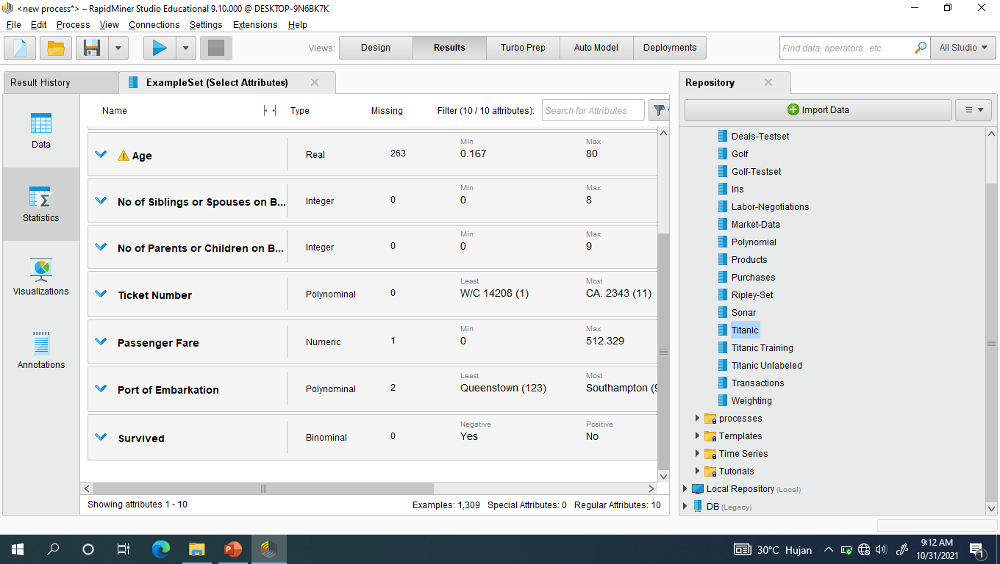 <new process*> – RapidMiner Studio Educational 9.10.000 @ DESKTOP-9N6BK7K
File Edit Process View Connections Settings Extensions Help
Views: Design Results Turbo Prep Auto Model Deployments Find data, operators...etc All Studio
Result History ExampleSet (Select Attributes)
Data
Statistics
Visualizations
Annotations
Name Type Missing Filter (10 / 10 attributes): Search for Attributes
Min Max
Age Real 263 0.167 80
Min Max
No of Siblings or Spouses on B... Integer 0 0 8
Min Max
No of Parents or Children on B... Integer 0 0 9
Least Most
Ticket Number Polynominal 0 W/C 14208 (1) CA. 2343 (11)
Min Max
Passenger Fare Numeric 1 0 512.329
Least Most
Port of Embarkation Polynominal 2 Queenstown (123) Southampton (9
Negative Positive
Survived Binominal 0 Yes No
Showing attributes 1 - 10 Examples: 1,309 Special Attributes: 0 Regular Attributes: 10
Repository
Import Data
Deals-Testset
Golf
Golf-Testset
Iris
Labor-Negotiations
Market-Data
Polynomial
Products
Purchases
Ripley-Set
Sonar
Titanic
Titanic Training
Titanic Unlabeled
Transactions
Weighting
processes
Templates
Time Series
Tutorials
Local Repository (Local)
DB (Legacy)
30°C Hujan
9:12 AM
10/31/2021
1